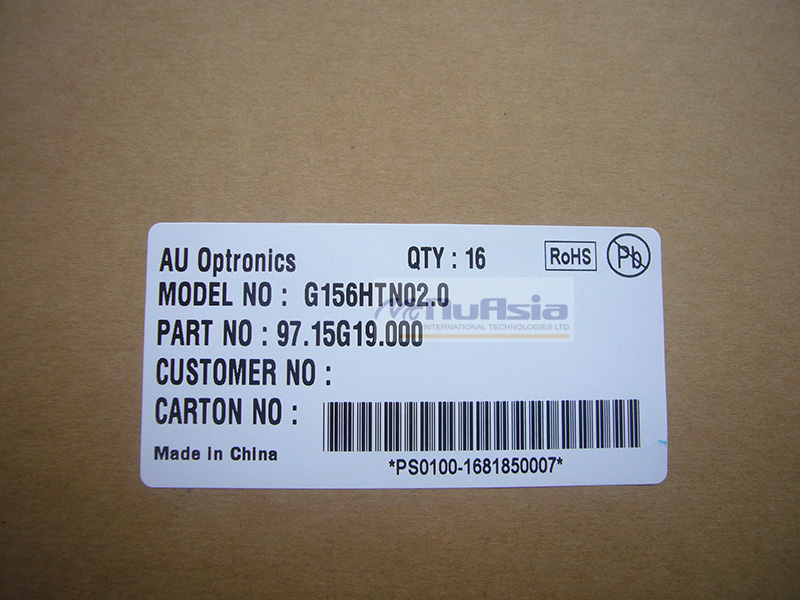 AU Optronics QTY : 16 RoHS Pb
MODEL NO : G156HTN02.0
NuAsia
INTERNATIONAL TECHNOLOGIES LTD.
PART NO : 97.15G19.000
CUSTOMER NO :
CARTON NO :
Made in China
*PS0100-1681850007*